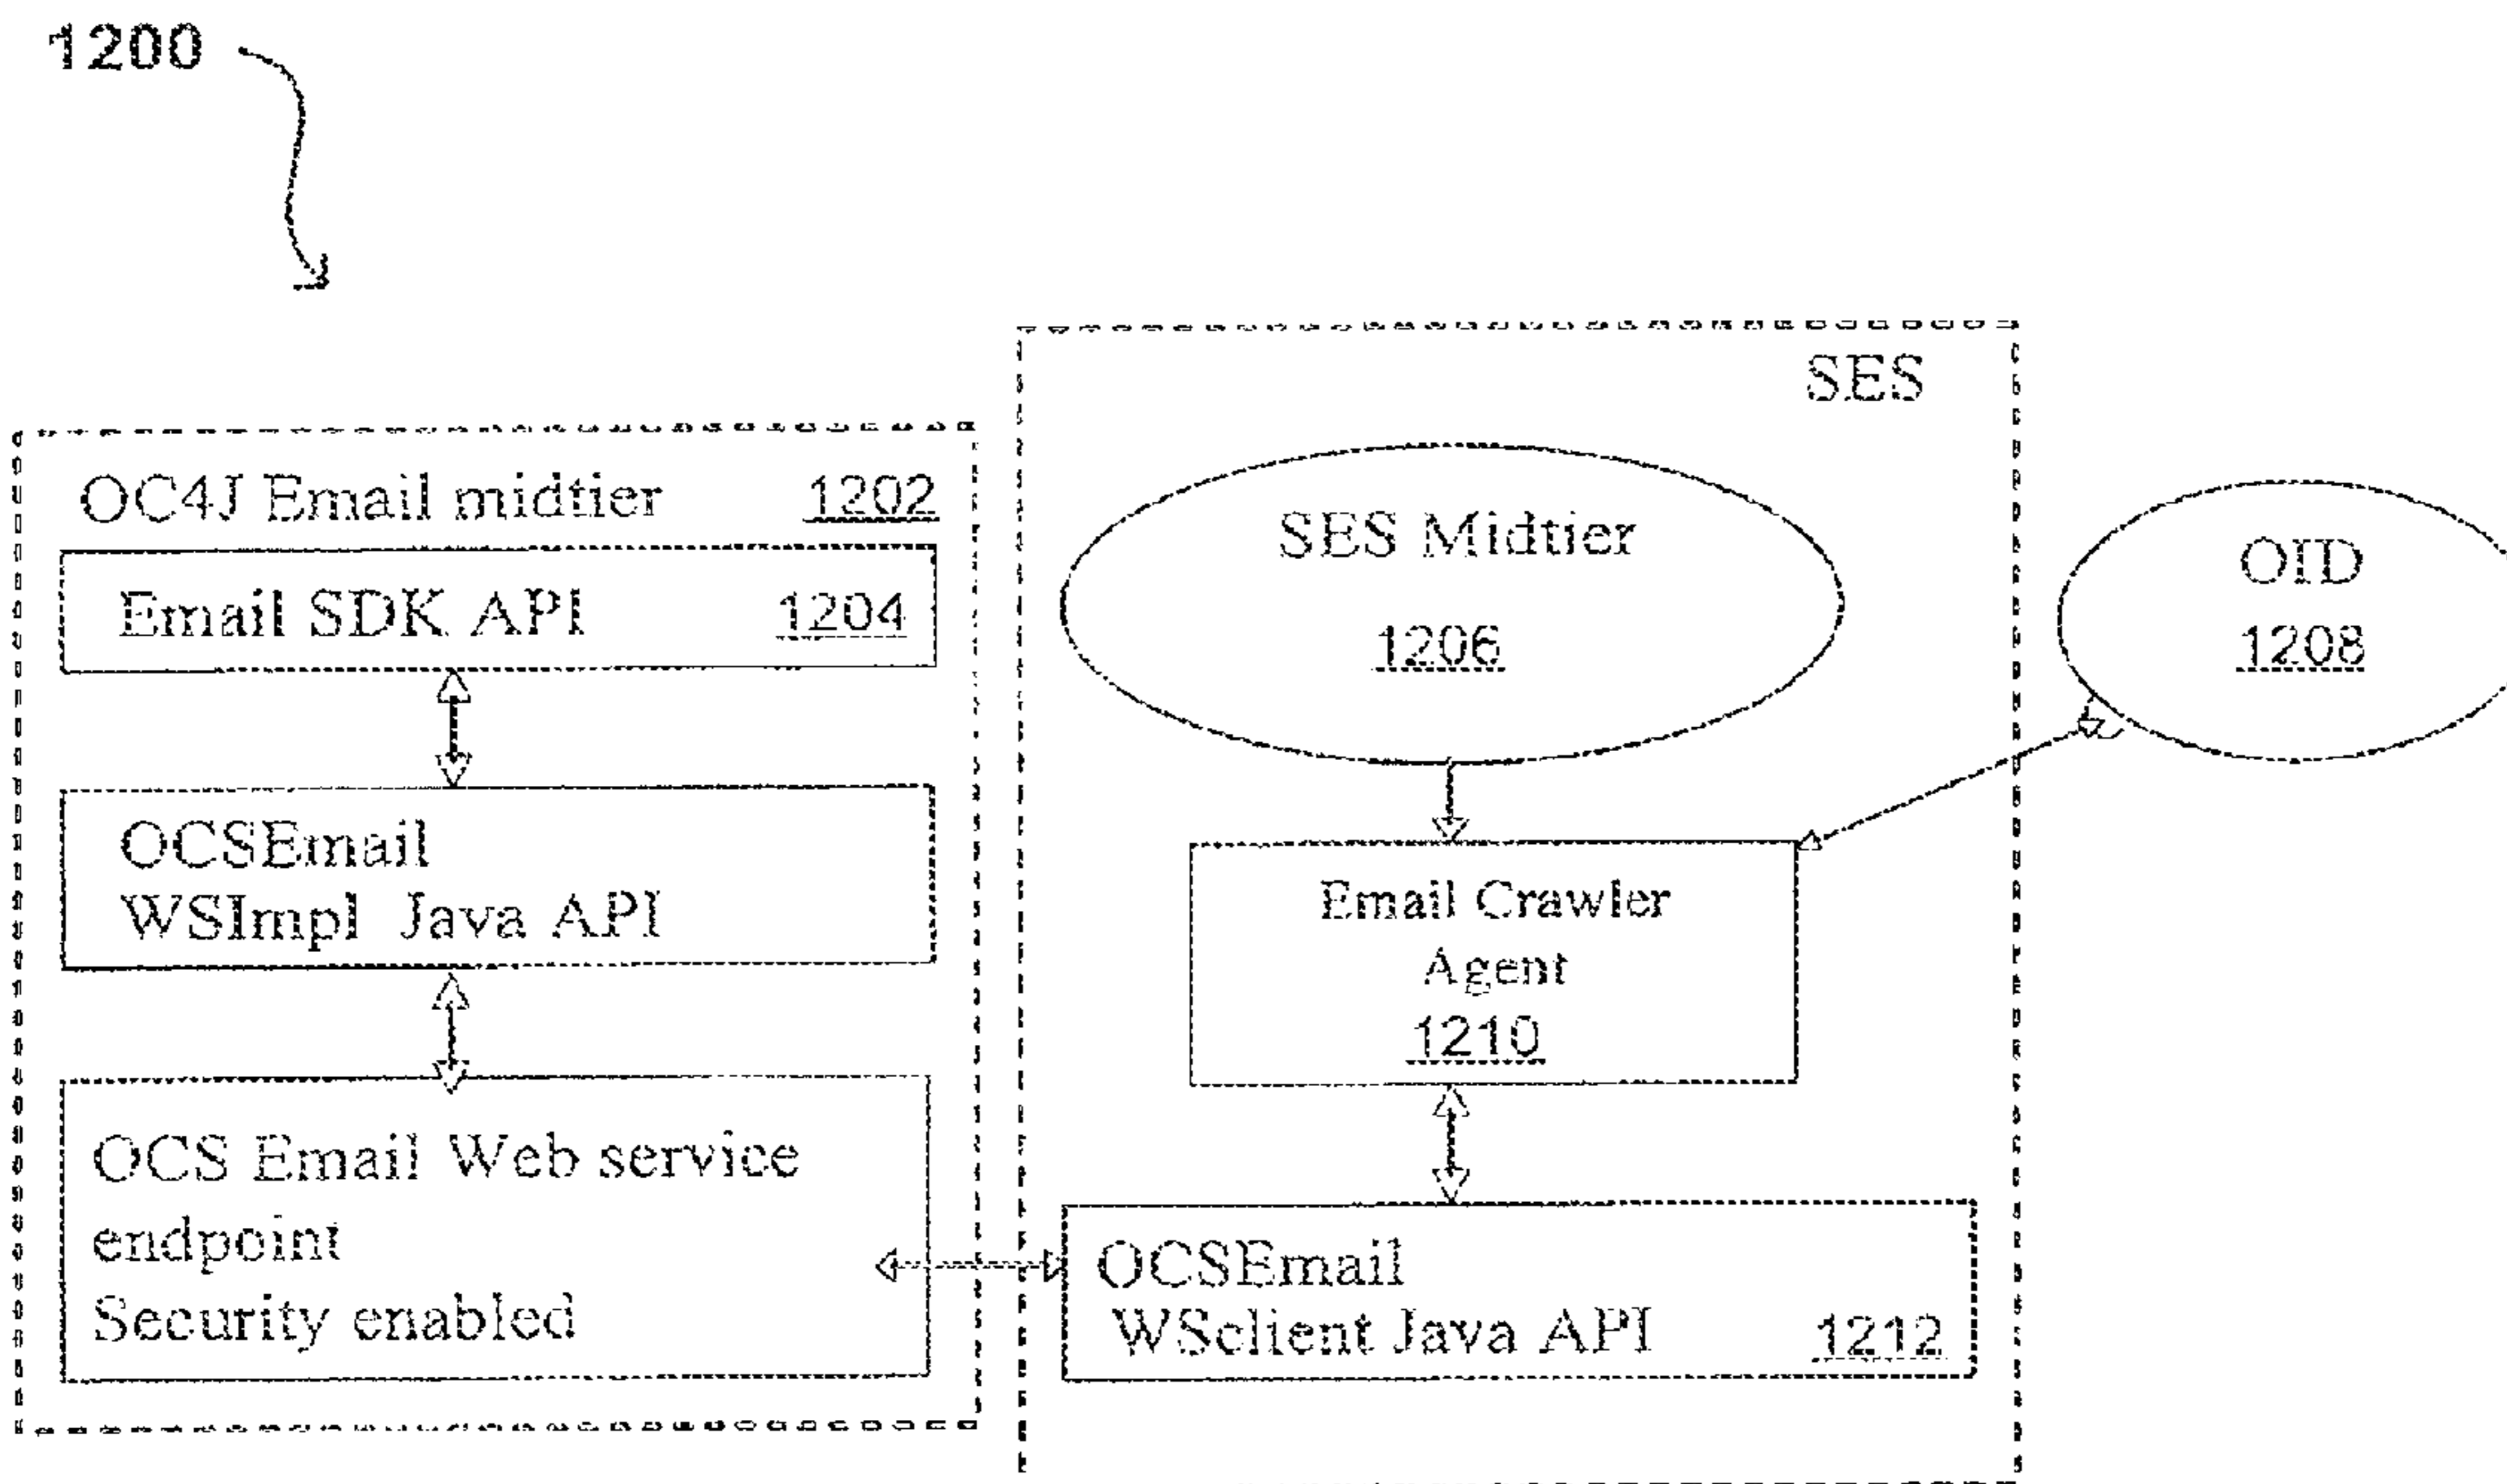 1200
SES
OC4J Email midtier 1202
Email SDK API 1204
OCSEmail
WSImpl Java API
OCS Email Web service
endpoint
Security enabled
SES Midtier
1206
OID
1208
Email Crawler
Agent
1210
OCSEmail
WSclient Java API 1212